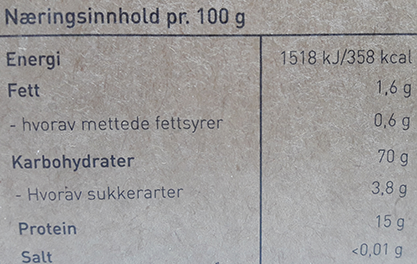 Næringsinnhold pr. 100 g
Energi 1518 kJ/358 kcal
Fett 1,6 g
- hvorav mettede fettsyrer 0,6 g
Karbohydrater 70 g
- Hvorav sukkerarter 3,8 g
Protein 15 g
Salt <0,01 g